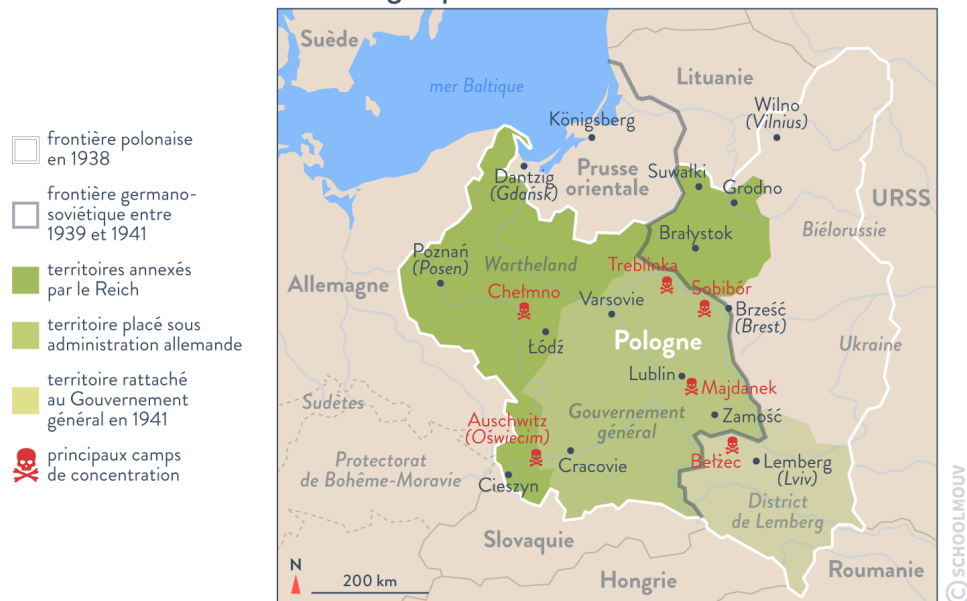 frontière polonaise
en 1938
frontière germano-
soviétique entre
1939 et 1941
territoires annexés
par le Reich
territoire placé sous
administration allemande
territoire rattaché
au Gouvernement
général en 1941
principaux camps
de concentration
Suède
mer Baltique
Lituanie
Königsberg
Wilno
(Vilnius)
Dantzig
(Gdańsk)
Prusse
orientale
Suwałki
Grodno
URSS
Biélorussie
Brałystok
Poznań
(Posen)
Wartheland
Treblinka
Allemagne
Chełmno
Varsovie
Sobibór
Brześć
(Brest)
Łódź
Pologne
Ukraine
Lublin
Majdanek
Sudètes
Auschwitz
(Oświęcim)
Gouvernement
général
Zamość
Protectorat
de Bohême-Moravie
Cracovie
Bełżec
Lemberg
(Lviv)
Cieszyn
District
de Lemberg
Slovaquie
Hongrie
Roumanie
N
200 km
© SCHOOLMOUV